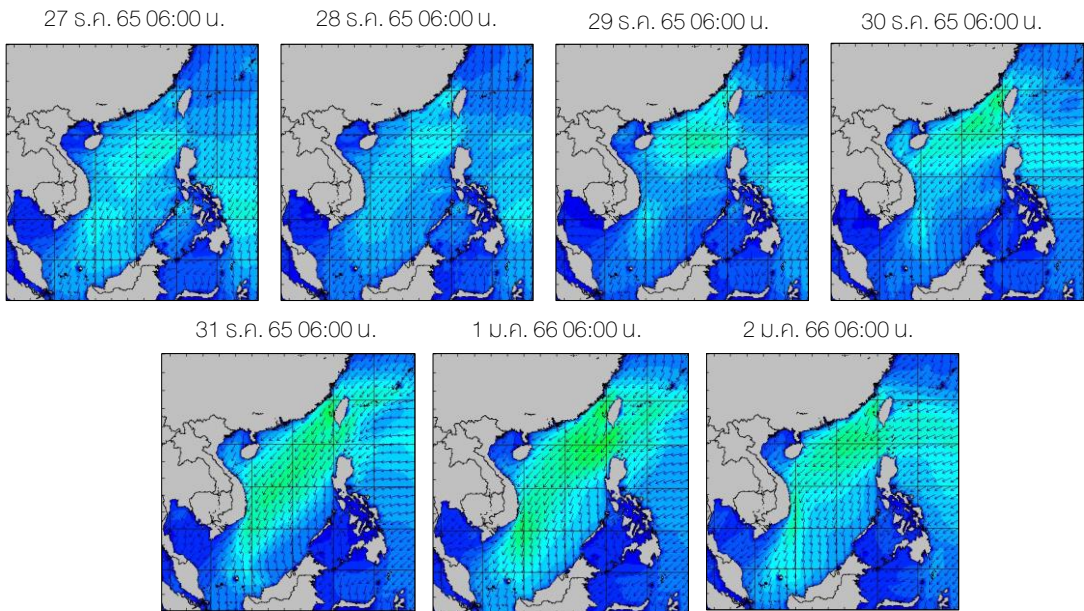 27 ธ.ค. 65 06:00 น.
28 ธ.ค. 65 06:00 น.
29 ธ.ค. 65 06:00 น.
30 ธ.ค. 65 06:00 น.
31 ธ.ค. 65 06:00 น.
1 ม.ค. 66 06:00 น.
2 ม.ค. 66 06:00 น.